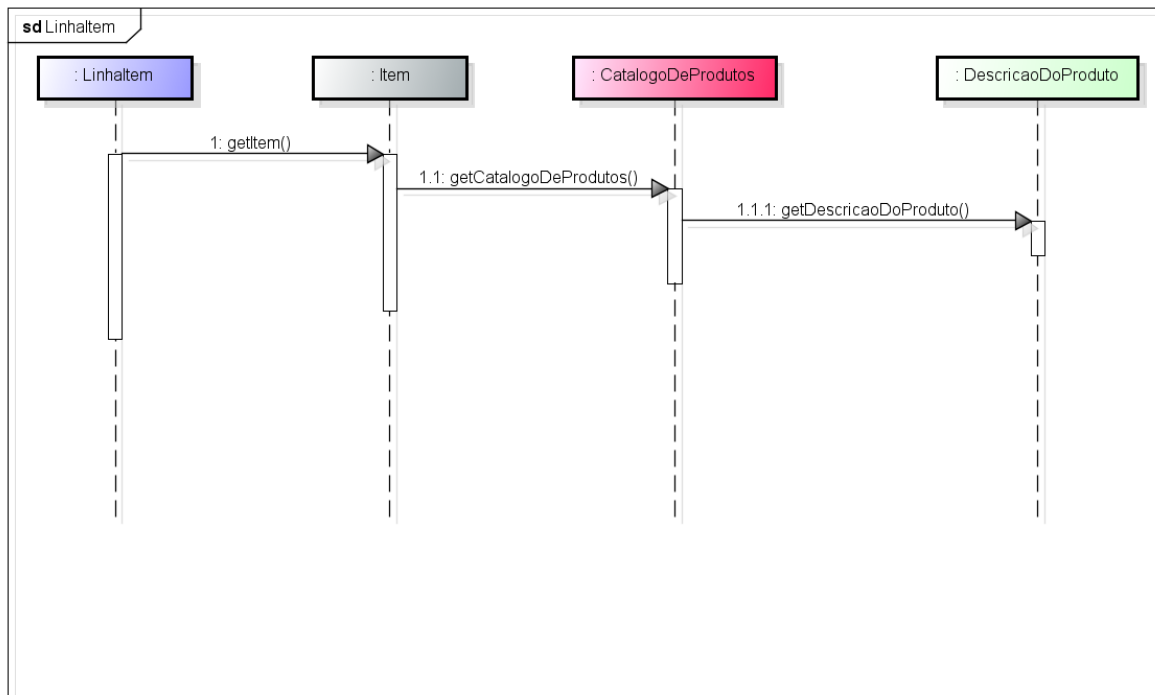 sd LinhaItem
: LinhaItem
: Item
: CatalogoDeProdutos
: DescricaoDoProduto
1: getItem()
1.1: getCatalogoDeProdutos()
1.1.1: getDescricaoDoProduto()